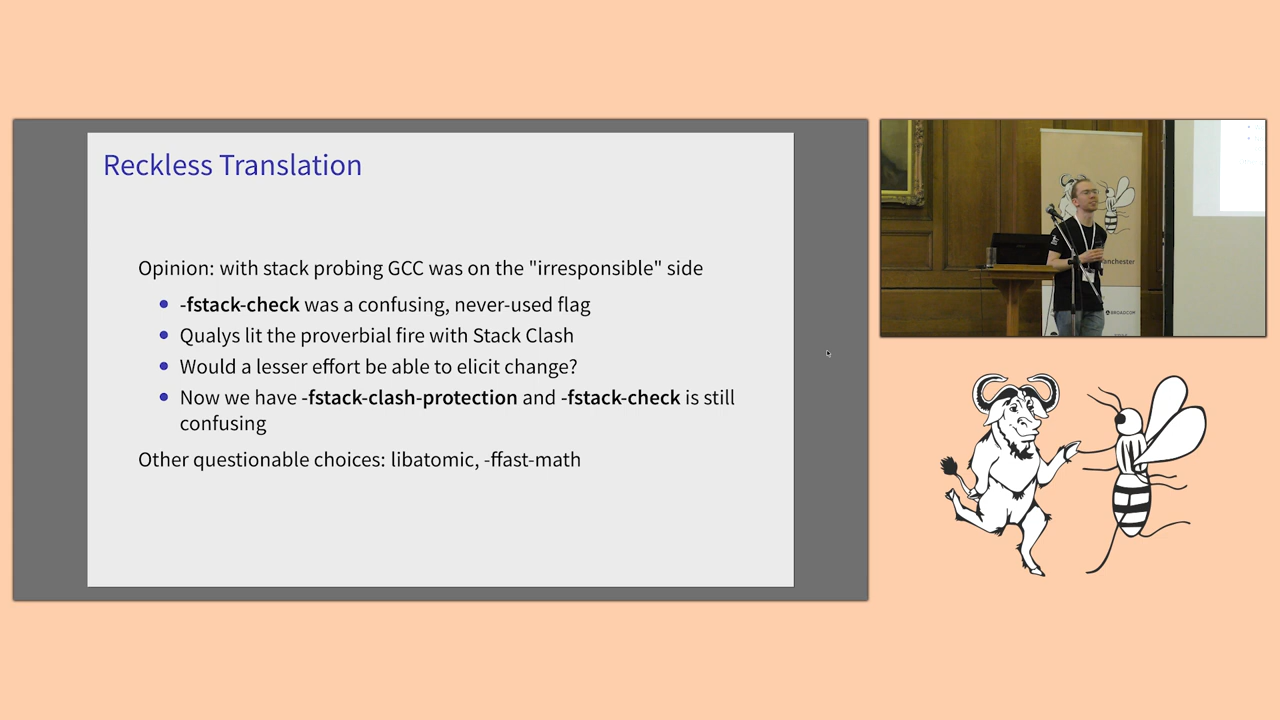 Reckless Translation
Opinion: with stack probing GCC was on the "irresponsible" side
-fstack-check was a confusing, never-used flag
Qualys lit the proverbial fire with Stack Clash
Would a lesser effort be able to elicit change?
Now we have -fstack-clash-protection and -fstack-check is still
confusing
Other questionable choices: libatomic, -ffast-math
BROADCOM